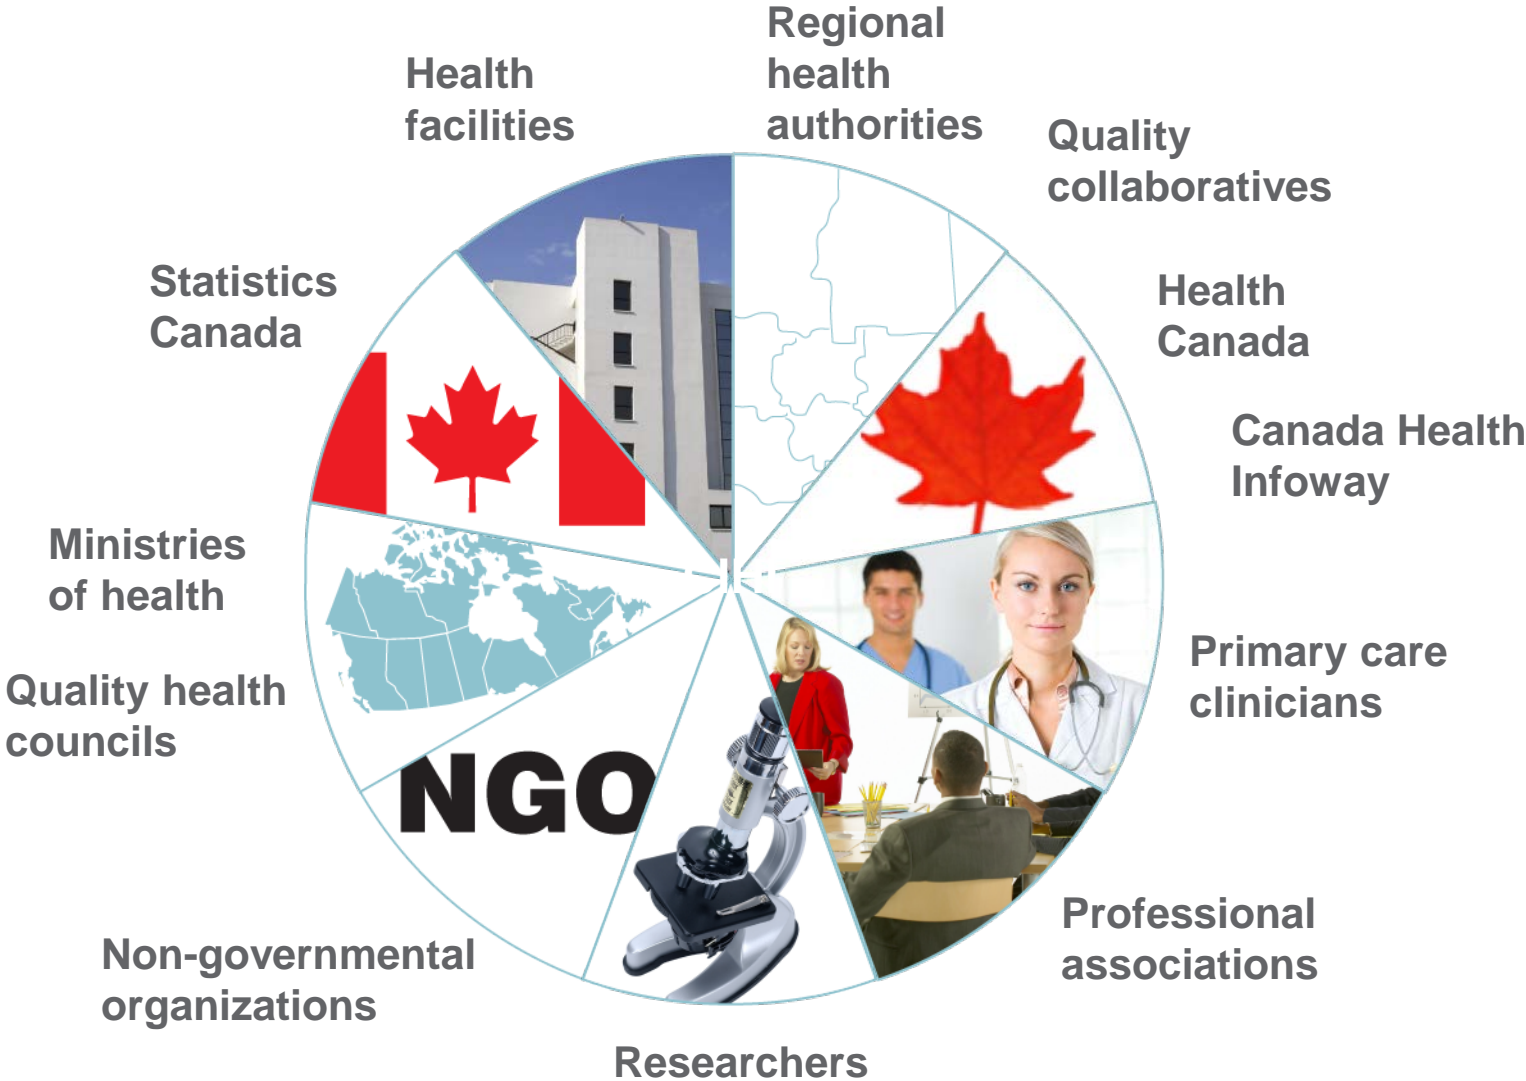 Regional
health
authorities
Health
facilities
Quality
collaboratives
Statistics
Canada
Health
Canada
Canada Health
Infoway
Ministries
of health
Primary care
clinicians
Quality health
councils
NGO
Professional
associations
Non-governmental
organizations
Researchers